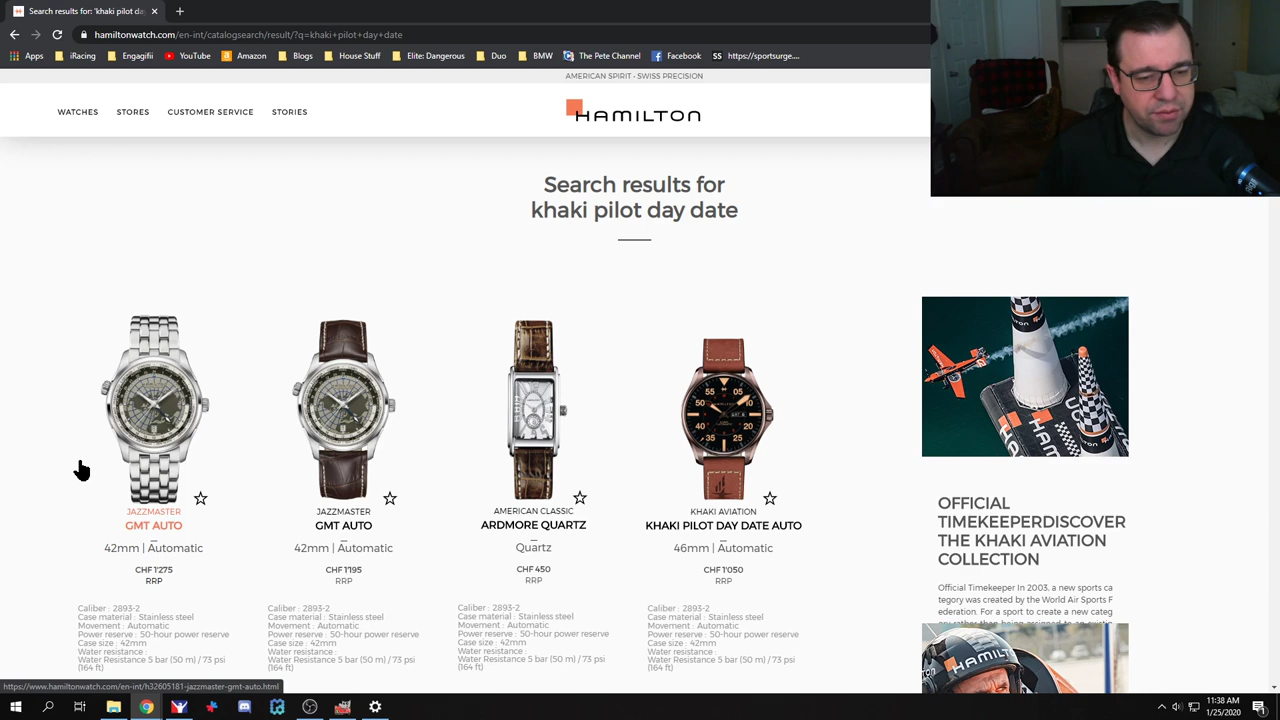 Search results for: 'khaki pilot day
hamiltonwatch.com/en-int/catalogsearch/result/?q=khaki+pilot+day+date
Apps iRacing Engagifii YouTube Amazon Blogs House Stuff Elite: Dangerous Duo BMW The Pete Channel Facebook SS https://sportsurge....
AMERICAN SPIRIT • SWISS PRECISION
WATCHES STORES CUSTOMER SERVICE STORIES
HAMILTON
Search results for
khaki pilot day date
JAZZMASTER
GMT AUTO
42mm | Automatic
CHF 1'275
RRP
Caliber : 2893-2
Case material : Stainless steel
Movement : Automatic
Power reserve : 50-hour power reserve
Case size : 42mm
Water resistance :
Water Resistance 5 bar (50 m) / 73 psi
(164 ft)
JAZZMASTER
GMT AUTO
42mm | Automatic
CHF 1'195
RRP
Caliber : 2893-2
Case material : Stainless steel
Movement : Automatic
Power reserve : 50-hour power reserve
Case size : 42mm
Water resistance :
Water Resistance 5 bar (50 m) / 73 psi
(164 ft)
AMERICAN CLASSIC
ARDMORE QUARTZ
Quartz
CHF 450
RRP
Caliber : 2893-2
Case material : Stainless steel
Movement : Automatic
Power reserve : 50-hour power reserve
Case size : 42mm
Water resistance :
Water Resistance 5 bar (50 m) / 73 psi
(164 ft)
KHAKI AVIATION
KHAKI PILOT DAY DATE AUTO
46mm | Automatic
CHF 1'050
RRP
Caliber : 2893-2
Case material : Stainless steel
Movement : Automatic
Power reserve : 50-hour power reserve
Case size : 42mm
Water resistance :
Water Resistance 5 bar (50 m) / 73 psi
(164 ft)
OFFICIAL
TIMEKEEPERDISCOVER
THE KHAKI AVIATION
COLLECTION
Official Timekeeper In 2003, a new sports ca
tegory was created by the World Air Sports F
ederation. For a sport to create a new categ
HAMILTON
https://www.hamiltonwatch.com/en-int/h32605181-jazzmaster-gmt-auto.html
11:38 AM
1/25/2020